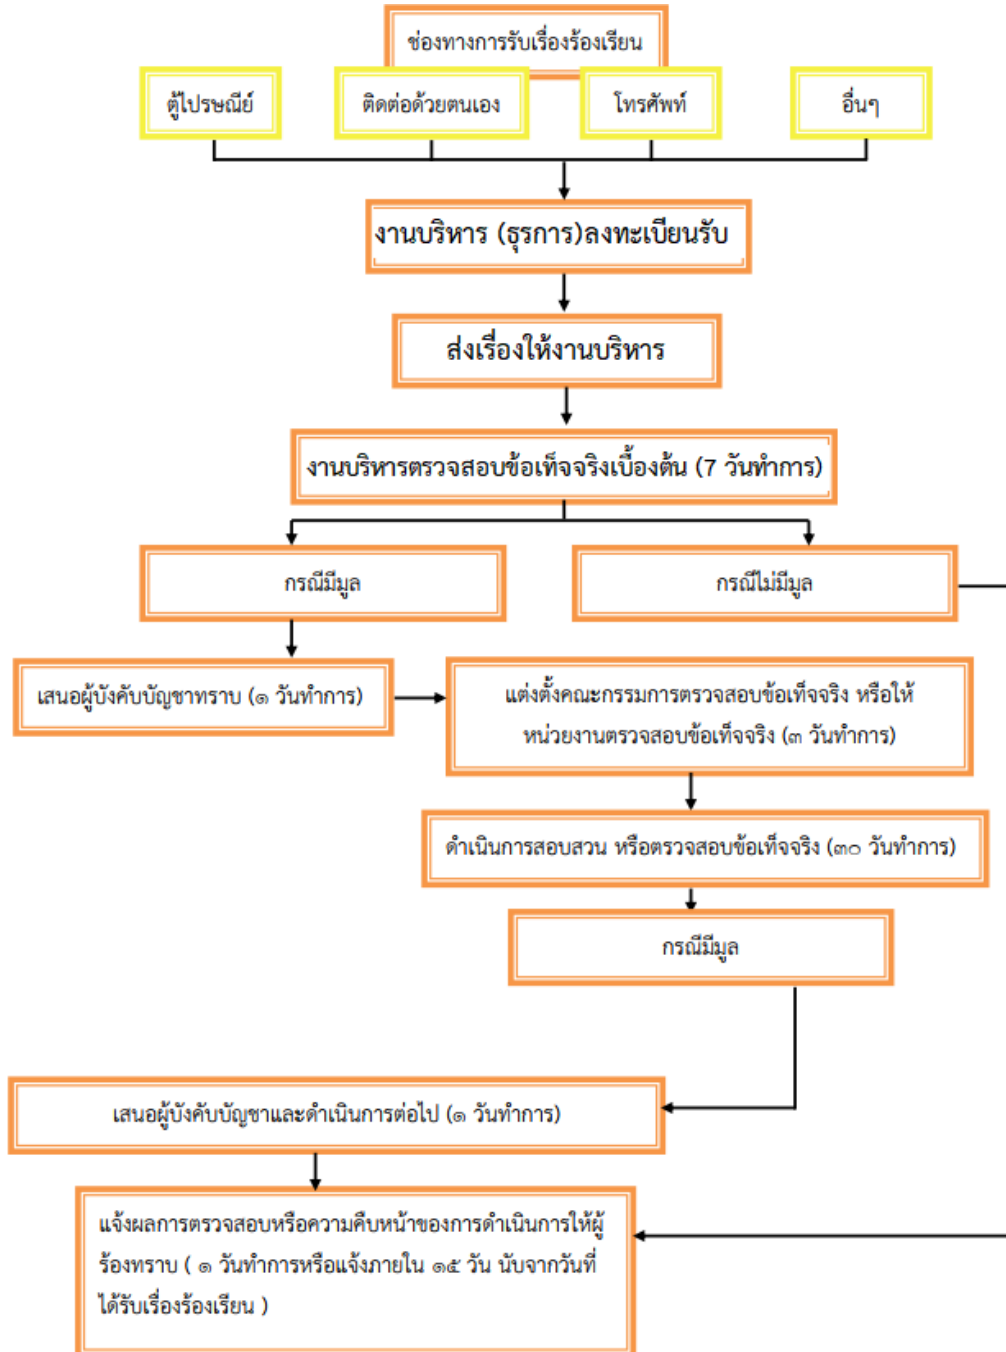 ช่องทางการรับเรื่องร้องเรียน
ตู้ไปรษณีย์
ติดต่อด้วยตนเอง
โทรศัพท์
อื่นๆ
งานบริหาร (ธุรการ)ลงทะเบียนรับ
ส่งเรื่องให้งานบริหาร
งานบริหารตรวจสอบข้อเท็จจริงเบื้องต้น (7 วันทำการ)
กรณีมีมูล
กรณีไม่มีมูล
เสนอผู้บังคับบัญชาทราบ (๑ วันทำการ)
แต่งตั้งคณะกรรมการตรวจสอบข้อเท็จจริง หรือให้
หน่วยงานตรวจสอบข้อเท็จจริง (๓ วันทำการ)
ดำเนินการสอบสวน หรือตรวจสอบข้อเท็จจริง (๓๐ วันทำการ)
กรณีมีมูล
เสนอผู้บังคับบัญชาและดำเนินการต่อไป (๑ วันทำการ)
แจ้งผลการตรวจสอบหรือความคืบหน้าของการดำเนินการให้ผู้
ร้องทราบ ( ๑ วันทำการหรือแจ้งภายใน ๑๕ วัน นับจากวันที่
ได้รับเรื่องร้องเรียน )